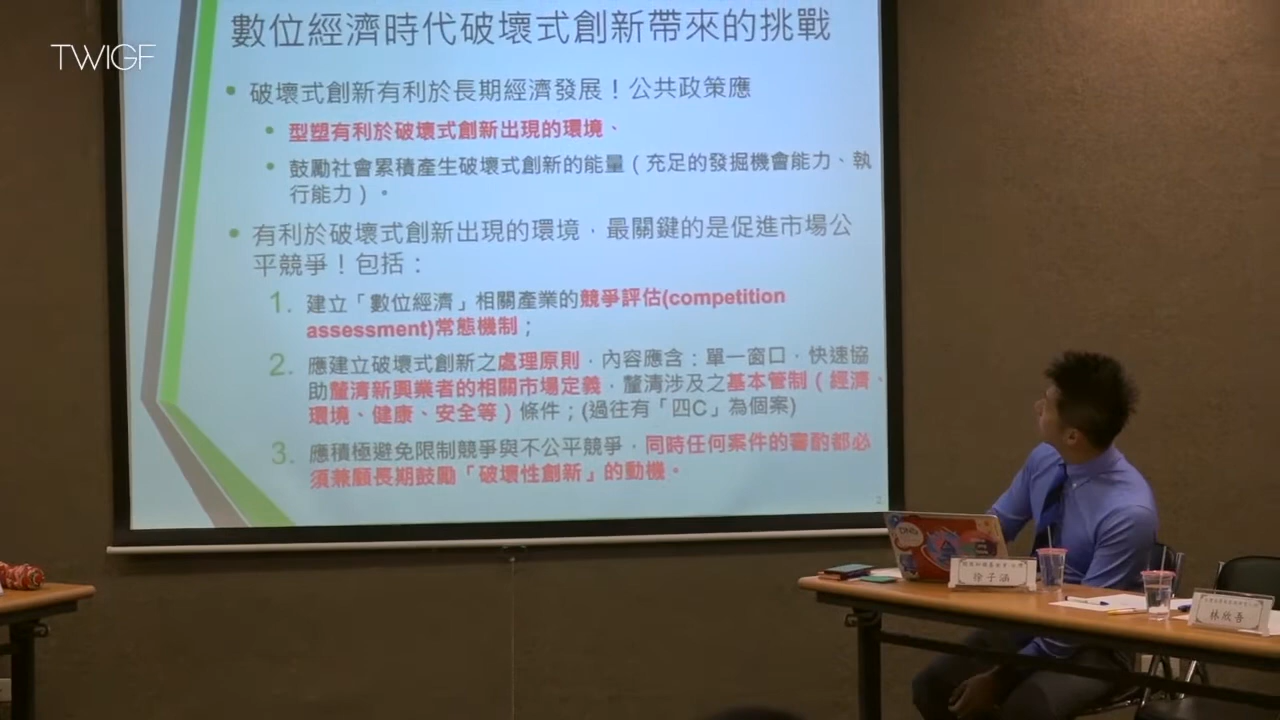 TWIGF
數位經濟時代破壞式創新帶來的挑戰
• 破壞式創新有利於長期經濟發展！公共政策應
• 型塑有利於破壞式創新出現的環境、
• 鼓勵社會累積產生破壞式創新的能量（充足的發掘機會能力、執
行能力）。
• 有利於破壞式創新出現的環境，最關鍵的是促進市場公
平競爭！包括：
1. 建立「數位經濟」相關產業的競爭評估(competition
assessment)常態機制；
2. 應建立破壞式創新之處理原則，內容應含：單一窗口，快速協
助釐清新興業者的相關市場定義，釐清涉及之基本管制（經濟、
環境、健康、安全等）條件；(過往有「四C」為個案)
3. 應積極避免限制競爭與不公平競爭，同時任何案件的審酌都必
須兼顧長期鼓勵「破壞性創新」的動機。
2
徐子涵
林欣吾